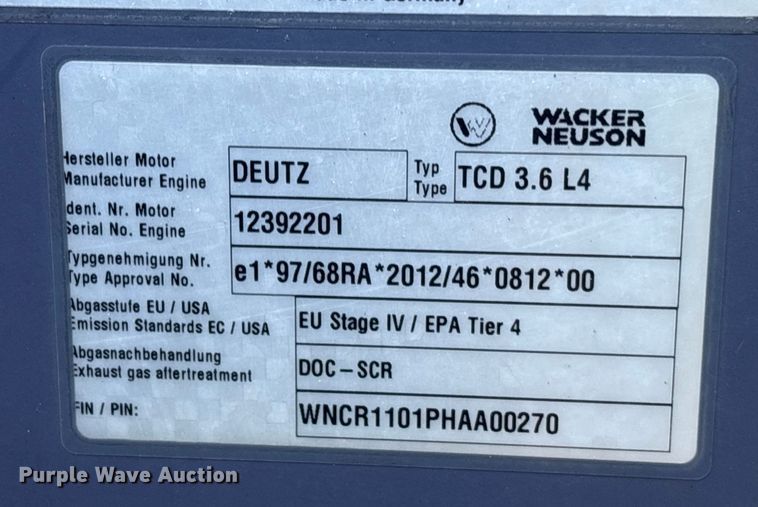 Germany
WACKER
NEUSON
Hersteller Motor
Manufacturer Engine
DEUTZ
Typ
Type
TCD 3.6 L4
Ident. Nr. Motor
Serial No. Engine
12392201
Typgenehmigung Nr.
Type Approval No.
e1*97/68RA*2012/46*0812*00
Abgasstufe EU / USA
Emission Standards EC / USA
EU Stage IV / EPA Tier 4
Abgasnachbehandlung
Exhaust gas aftertreatment
DOC-SCR
FIN / PIN:
WNCR1101PHAA00270
Purple Wave Auction